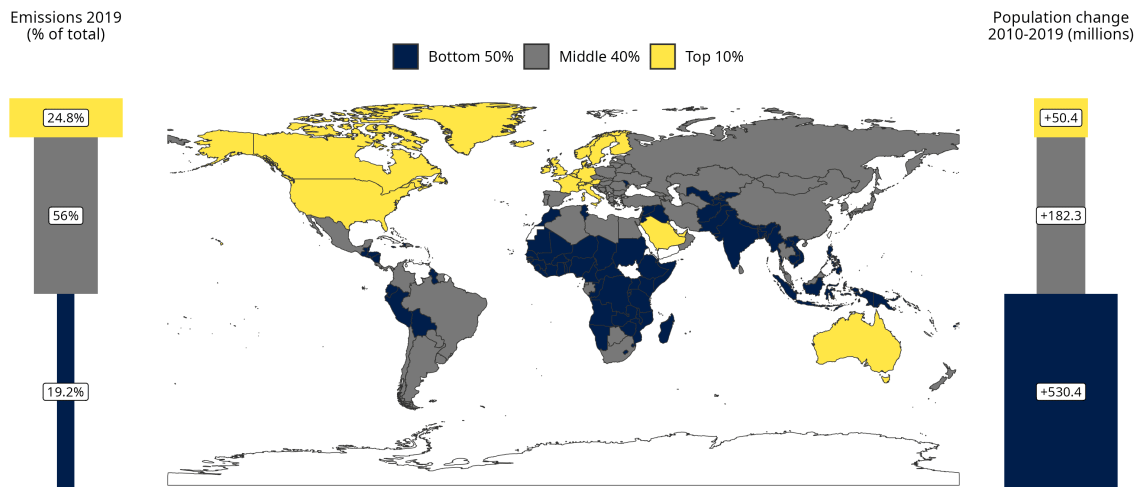 Emissions 2019
(% of total)
Population change
2010-2019 (millions)
Bottom 50%
Middle 40%
Top 10%
24.8%
56%
19.2%
+50.4
+182.3
+530.4